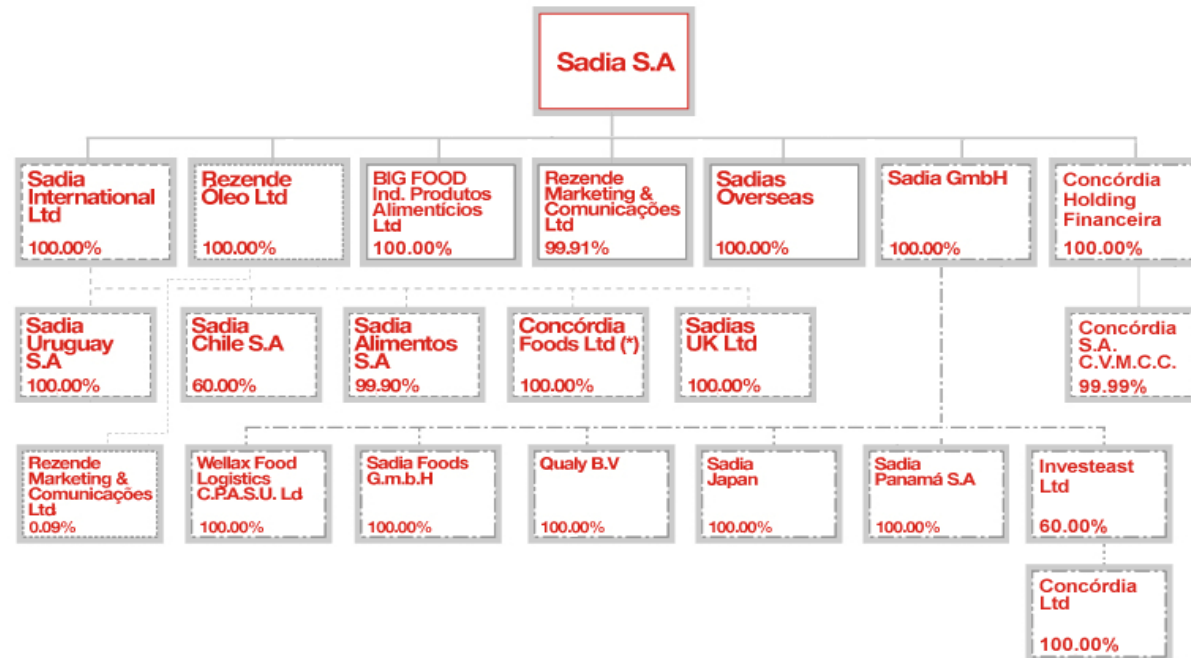 Sadia S.A
Sadia
International
Ltd
100.00%
Rezende
Oleo Ltd
100.00%
BIG FOOD
Ind. Produtos
Alimentícios
Ltd
100.00%
Rezende
Marketing &
Comunicações
Ltd
99.91%
Sadias
Overseas
100.00%
Sadia GmbH
100.00%
Concórdia
Holding
Financeira
100.00%
Sadia
Uruguay
S.A
100.00%
Sadia
Chile S.A
60.00%
Sadia
Alimentos
S.A
99.90%
Concórdia
Foods Ltd (*)
100.00%
Sadias
UK Ltd
100.00%
Concórdia
S.A.
C.V.M.C.C.
99.99%
Rezende
Marketing &
Comunicações
Ltd
0.09%
Wellax Food
Logistics
C.P.A.S.U. Ld
100.00%
Sadia Foods
G.m.b.H
100.00%
Qualy B.V
100.00%
Sadia
Japan
100.00%
Sadia
Panamá S.A
100.00%
Investeast
Ltd
60.00%
Concórdia
Ltd
100.00%